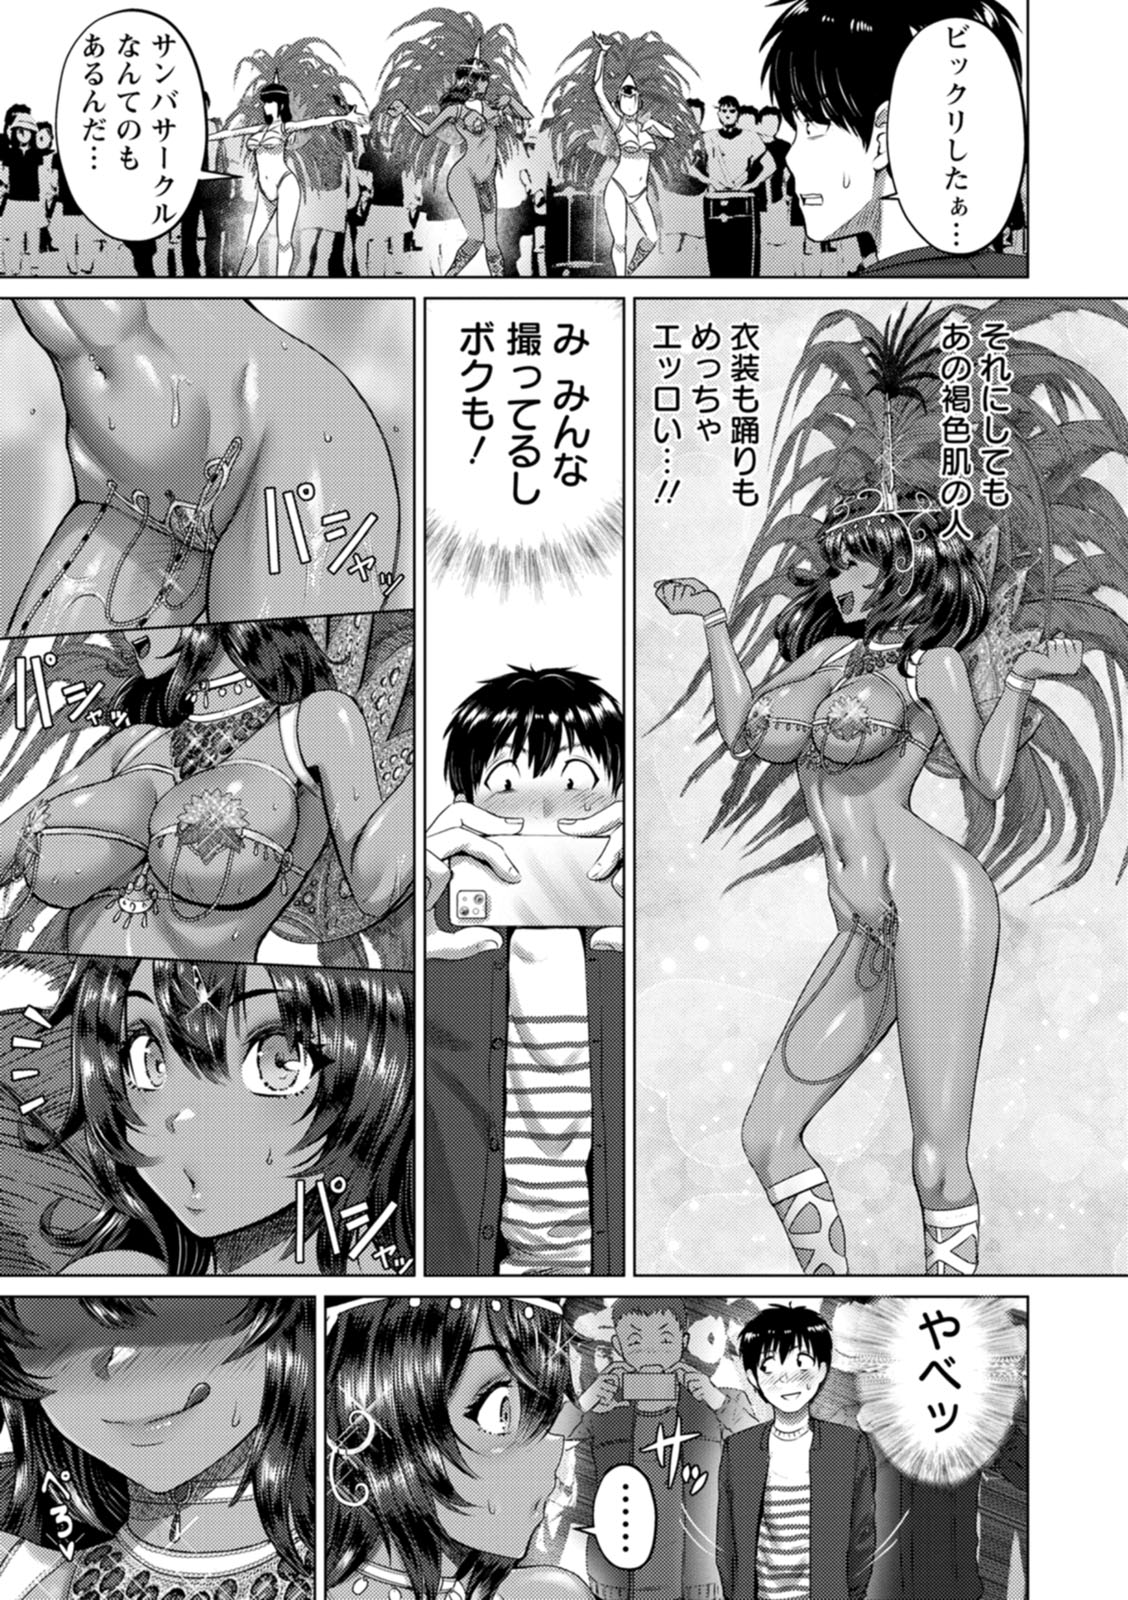 ビックリしたぁ…
サンバサークル
なんてのも
あるんだ…
それにしても
あの褐色肌の人
衣装も踊りも
めっちゃ
エッロい…!!
み みんな
撮ってるし
ボクも!
パシャッ
パシャッ
パシャッ
やベッ
サッ
……
ペろ